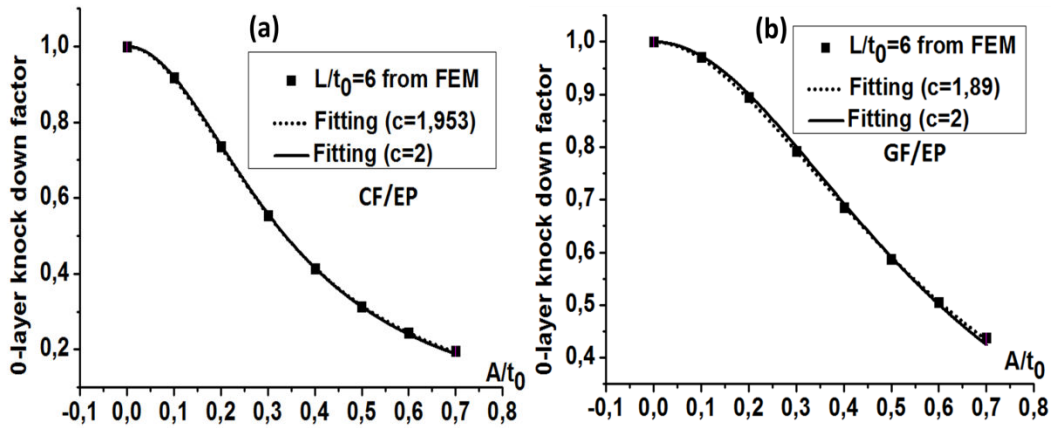 (a)
0-layer knock down factor
1,0
0,8
0,6
0,4
0,2
L/t0=6 from FEM
Fitting (c=1,953)
Fitting (c=2)
CF/EP
A/t0
-0,1 0,0 0,1 0,2 0,3 0,4 0,5 0,6 0,7 0,8
(b)
0-layer knock down factor
1,0
0,9
0,8
0,7
0,6
0,5
0,4
L/t0=6 from FEM
Fitting (c=1,89)
Fitting (c=2)
GF/EP
A/t0
-0,1 0,0 0,1 0,2 0,3 0,4 0,5 0,6 0,7 0,8